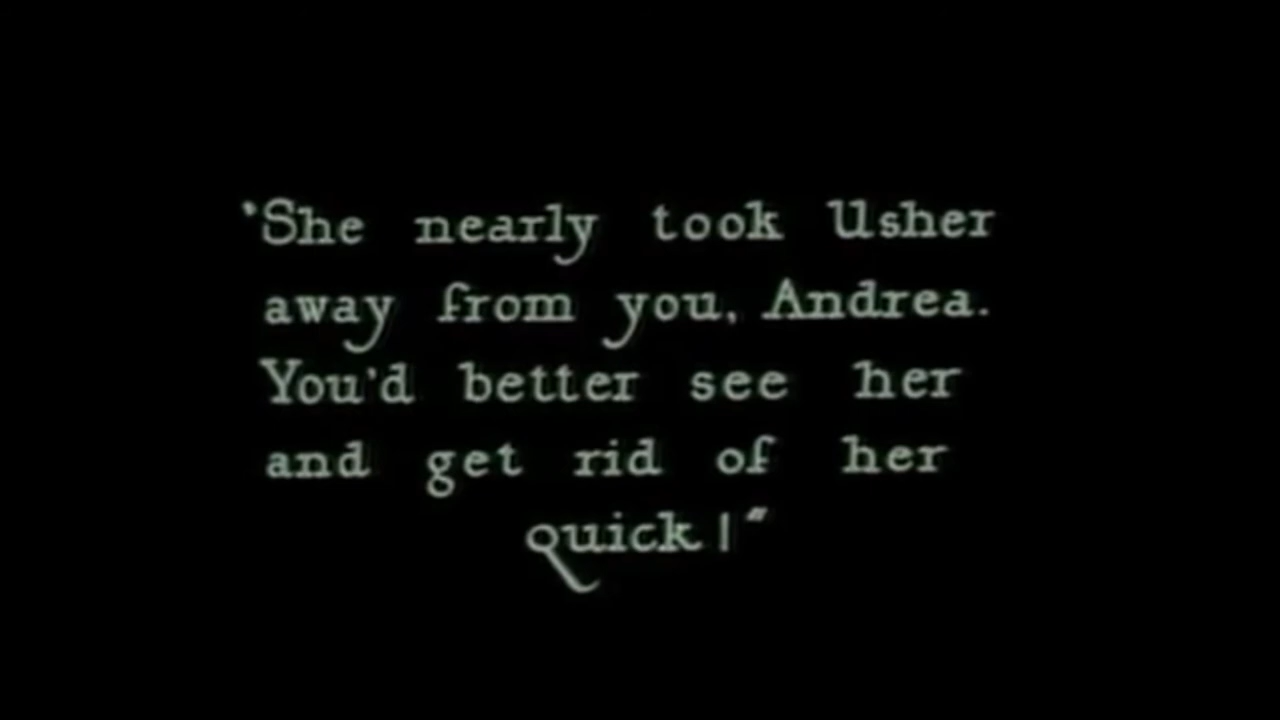 "She nearly took Usher
away from you, Andrea.
You'd better see her
and get rid of her
quick!"